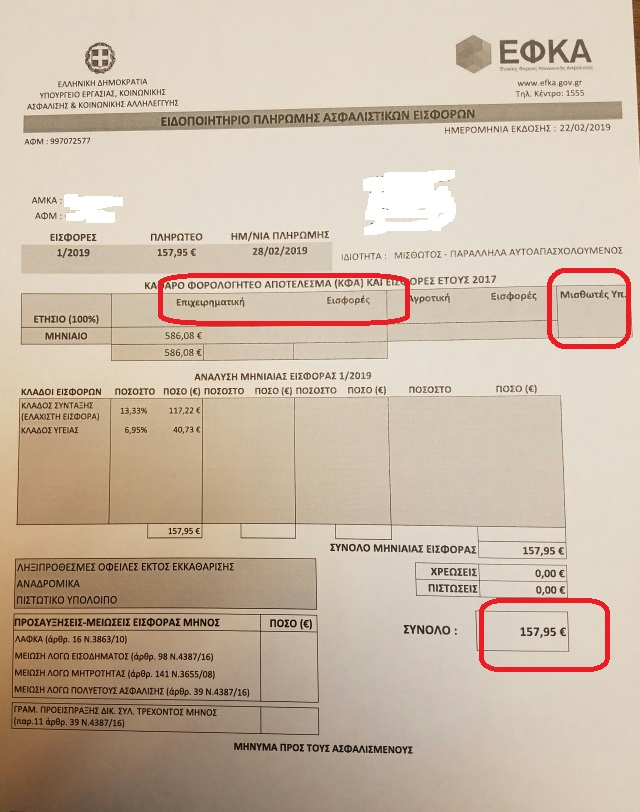 ΕΛΛΗΝΙΚΗ ΔΗΜΟΚΡΑΤΙΑ
ΥΠΟΥΡΓΕΙΟ ΕΡΓΑΣΙΑΣ, ΚΟΙΝΩΝΙΚΗΣ
ΑΣΦΑΛΙΣΗΣ & ΚΟΙΝΩΝΙΚΗΣ ΑΛΛΗΛΕΓΓΥΗΣ
ΕΦΚΑ
Ενιαίος Φορέας Κοινωνικής Ασφάλισης
www.efka.gov.gr
Τηλ. Κέντρο: 1555
ΕΙΔΟΠΟΙΗΤΗΡΙΟ ΠΛΗΡΩΜΗΣ ΑΣΦΑΛΙΣΤΙΚΩΝ ΕΙΣΦΟΡΩΝ
ΑΦΜ : 997072577
ΗΜΕΡΟΜΗΝΙΑ ΕΚΔΟΣΗΣ : 22/02/2019
ΑΜΚΑ :
ΑΦΜ :
ΕΙΣΦΟΡΕΣ ΠΛΗΡΩΤΕΟ ΗΜ/ΝΙΑ ΠΛΗΡΩΜΗΣ
1/2019 157,95 € 28/02/2019
ΙΔΙΟΤΗΤΑ : ΜΙΣΘΩΤΟΣ - ΠΑΡΑΛΛΗΛΑ ΑΥΤΟΑΠΑΣΧΟΛΟΥΜΕΝΟΣ
ΚΑΘΑΡΟ ΦΟΡΟΛΟΓΗΤΕΟ ΑΠΟΤΕΛΕΣΜΑ (ΚΦΑ) ΚΑΙ ΕΙΣΦΟΡΕΣ ΕΤΟΥΣ 2017
Επιχειρηματική Εισφορές Αγροτική Εισφορές Μισθωτές Υπ.
ΕΤΗΣΙΟ (100%)
ΜΗΝΙΑΙΟ 586,08 €
586,08 €
ΑΝΑΛΥΣΗ ΜΗΝΙΑΙΑΣ ΕΙΣΦΟΡΑΣ 1/2019
ΚΛΑΔΟΙ ΕΙΣΦΟΡΩΝ ΠΟΣΟΣΤΟ ΠΟΣΟ (€) ΠΟΣΟΣΤΟ ΠΟΣΟ (€) ΠΟΣΟΣΤΟ ΠΟΣΟ (€) ΠΟΣΟΣΤΟ ΠΟΣΟ (€)
ΚΛΑΔΟΣ ΣΥΝΤΑΞΗΣ
(ΕΛΑΧΙΣΤΗ ΕΙΣΦΟΡΑ) 13,33% 117,22 €
ΚΛΑΔΟΣ ΥΓΕΙΑΣ 6,95% 40,73 €
157,95 €
ΣΥΝΟΛΟ ΜΗΝΙΑΙΑΣ ΕΙΣΦΟΡΑΣ 157,95 €
ΧΡΕΩΣΕΙΣ 0,00 €
ΠΙΣΤΩΣΕΙΣ 0,00 €
ΣΥΝΟΛΟ : 157,95 €
ΛΗΞΙΠΡΟΘΕΣΜΕΣ ΟΦΕΙΛΕΣ ΕΚΤΟΣ ΕΚΚΑΘΑΡΙΣΗΣ
ΑΝΑΔΡΟΜΙΚΑ
ΠΙΣΤΩΤΙΚΟ ΥΠΟΛΟΙΠΟ
ΠΡΟΣΑΥΞΗΣΕΙΣ-ΜΕΙΩΣΕΙΣ ΕΙΣΦΟΡΑΣ ΜΗΝΟΣ ΠΟΣΟ (€)
ΛΑΦΚΑ (άρθρ. 16 Ν.3863/10)
ΜΕΙΩΣΗ ΛΟΓΩ ΕΙΣΟΔΗΜΑΤΟΣ (άρθρ. 98 Ν.4387/16)
ΜΕΙΩΣΗ ΛΟΓΩ ΜΗΤΡΟΤΗΤΑΣ (άρθρ. 141 Ν.3655/08)
ΜΕΙΩΣΗ ΛΟΓΩ ΠΟΛΥΕΤΟΥΣ ΑΣΦΑΛΙΣΗΣ (άρθρ. 39 Ν.4387/16)
ΓΡΑΜ. ΠΡΟΕΙΣΠΡΑΞΗΣ ΔΙΚ. ΣΥΛ. ΤΡΕΧΟΝΤΟΣ ΜΗΝΟΣ
(παρ.11 άρθρ. 39 Ν.4387/16)
ΜΗΝΥΜΑ ΠΡΟΣ ΤΟΥΣ ΑΣΦΑΛΙΣΜΕΝΟΥΣ